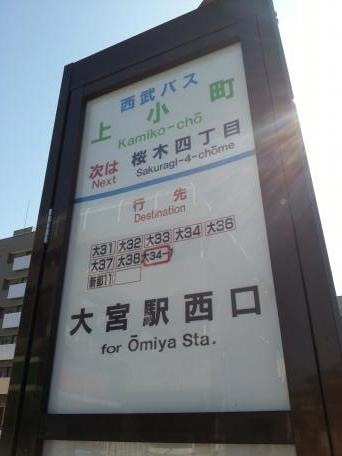 西武バス
上小町
Kamiko-chō
次は 桜木四丁目
Next Sakuragi-4-chōme
行先
Destination
大31 大32 大33 大34 大36
大37 大38 大34-1
新都11
大宮駅西口
for Ōmiya Sta.